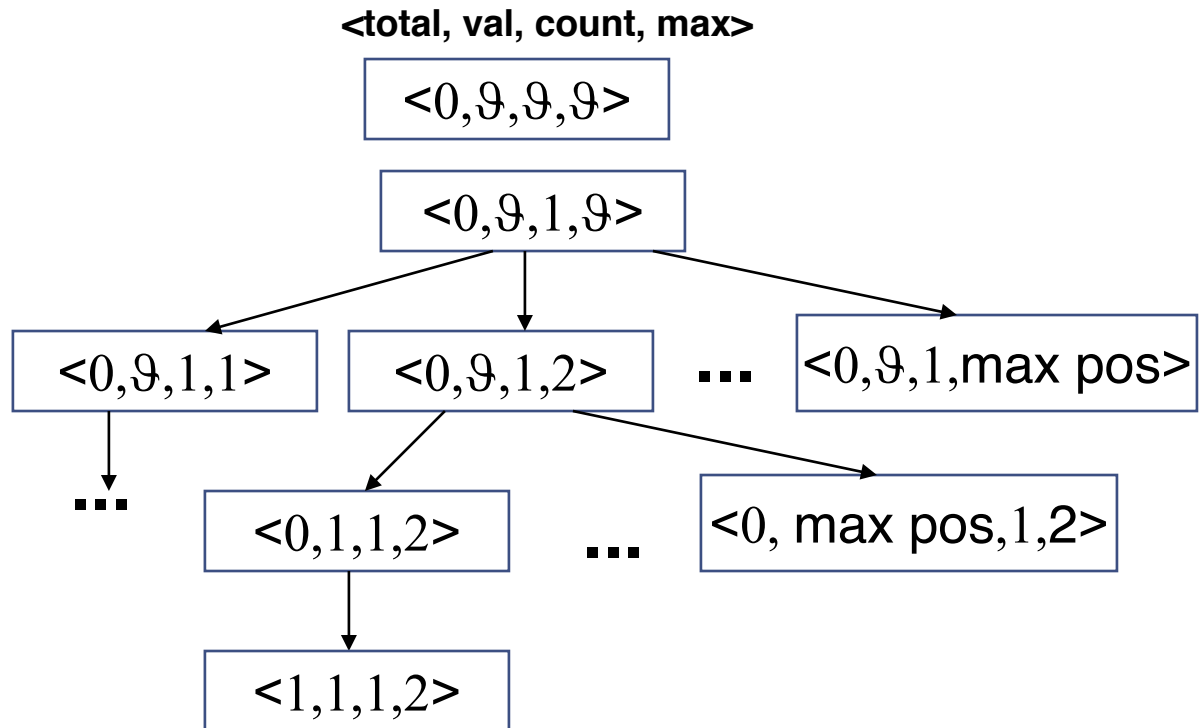 <total, val, count, max>
<0,ϑ,ϑ,ϑ>
<0,ϑ,1,ϑ>
<0,ϑ,1,1>
<0,ϑ,1,2>
...
<0,ϑ,1,max pos>
...
<0,1,1,2>
...
<0, max pos,1,2>
<1,1,1,2>